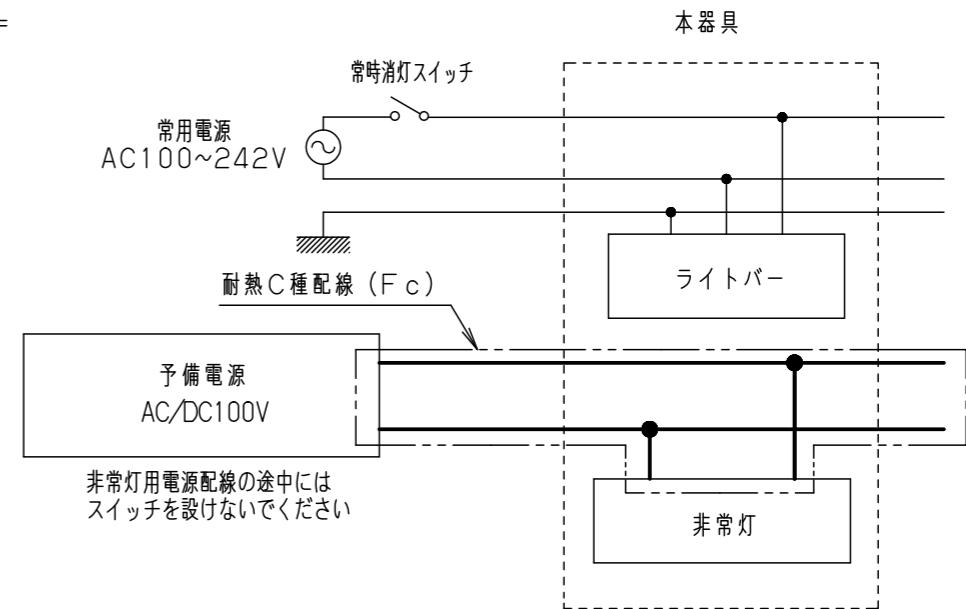 =
本器具
常時消灯スイッチ
常用電源
AC100~242V
ライトバー
耐熱C種配線(Fc)
予備電源
AC/DC100V
非常灯用電源配線の途中には
スイッチを設けないでください
非常灯